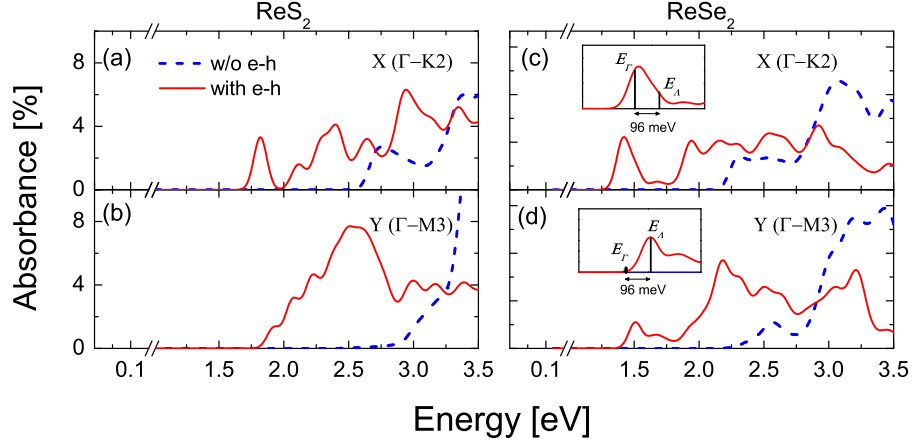 ReS2
ReSe2
(a)
X (Γ–K2)
w/o e-h
with e-h
(c)
X (Γ–K2)
EΓ
EΛ
96 meV
8
4
0
(b)
Y (Γ–M3)
(d)
Y (Γ–M3)
EΓ
EΛ
96 meV
8
4
0
Absorbance [%]
0.1 1.5 2.0 2.5 3.0 3.5
0.1 1.5 2.0 2.5 3.0 3.5
Energy [eV]